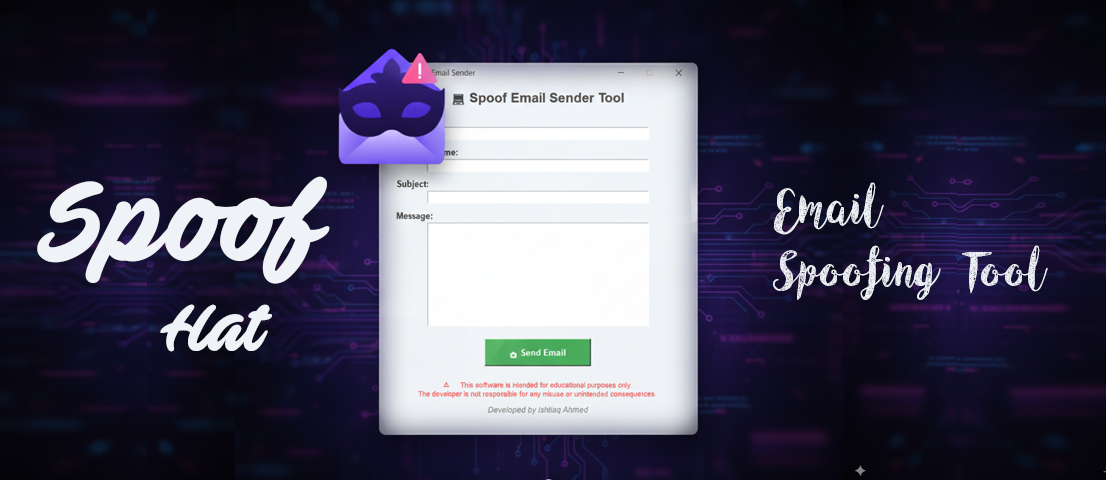 Spoof
Hat
Email Sender
Spoof Email Sender Tool
me:
Subject:
Message:
Send Email
⚠ This software is intended for educational purposes only.
The developer is not responsible for any misuse or unintended consequences.
Developed by Ishtiaq Ahmed
Email
Spoofing Tool